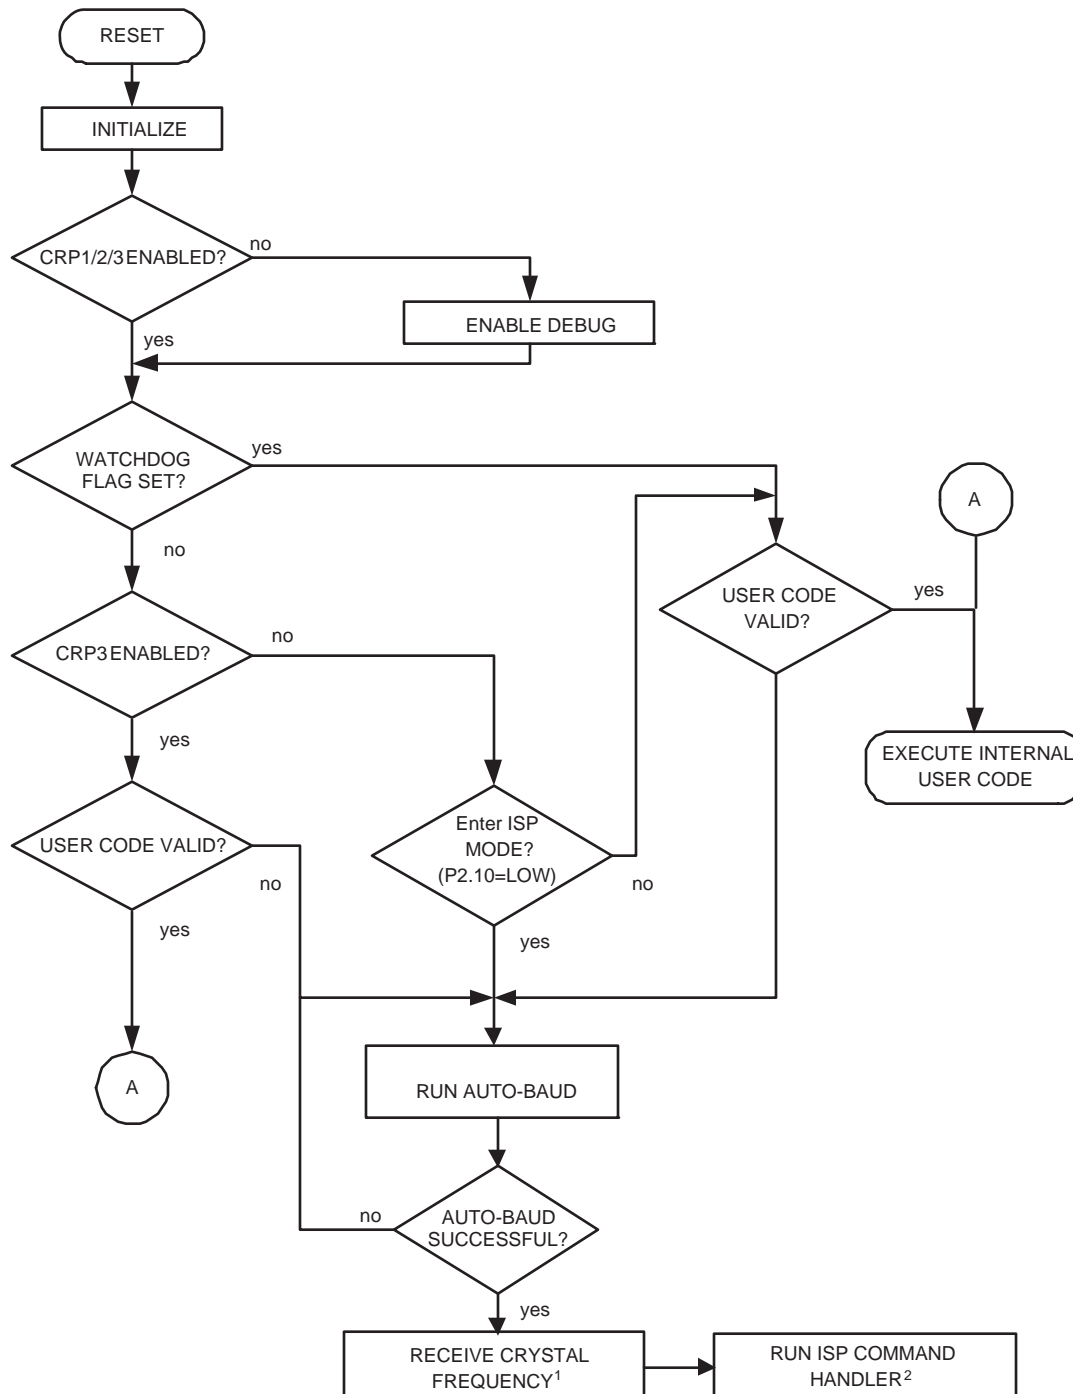 RESET
INITIALIZE
CRP1/2/3 ENABLED?
no
ENABLE DEBUG
yes
WATCHDOG
FLAG SET?
yes
no
A
USER CODE
VALID?
yes
CRP3 ENABLED?
no
yes
EXECUTE INTERNAL
USER CODE
USER CODE VALID?
no
yes
Enter ISP
MODE?
(P2.10=LOW)
no
yes
A
RUN AUTO-BAUD
AUTO-BAUD
SUCCESSFUL?
no
yes
RECEIVE CRYSTAL
FREQUENCY1
RUN ISP COMMAND
HANDLER2